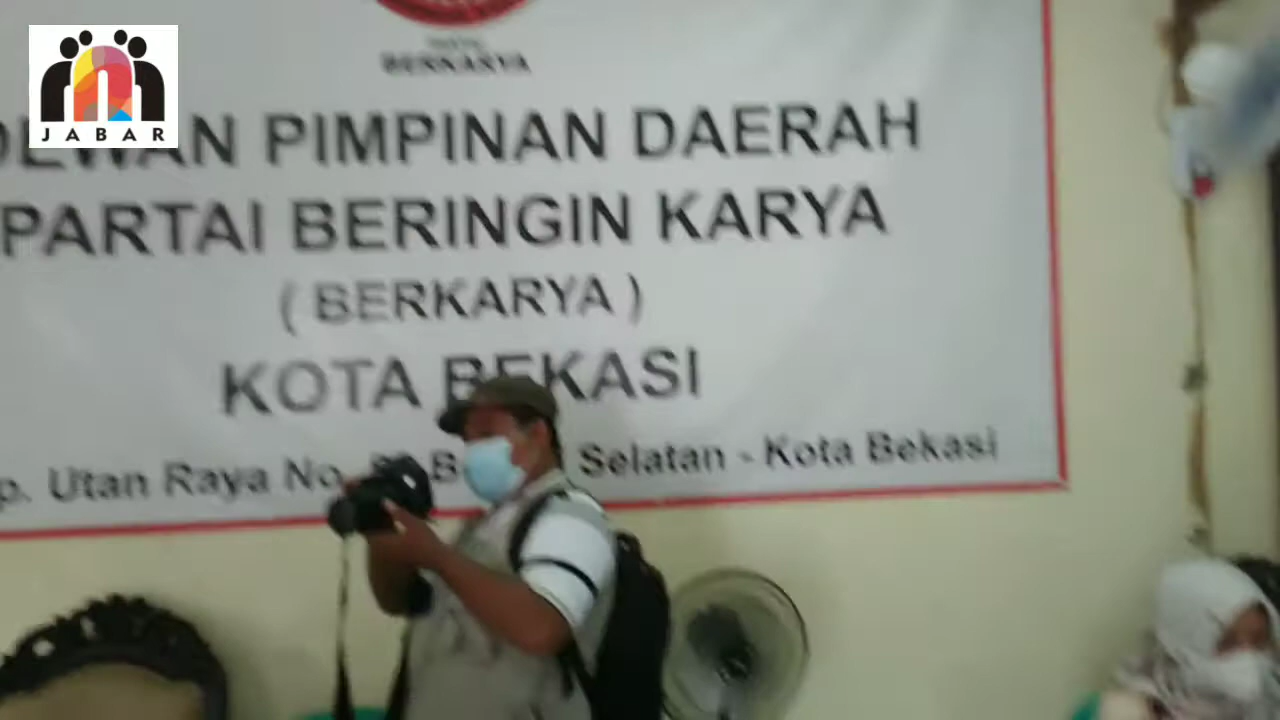 JABAR
BERKARYA
DEWAN PIMPINAN DAERAH
PARTAI BERINGIN KARYA
( BERKARYA )
KOTA BEKASI
Utan Raya No. Selatan - Kota Bekasi